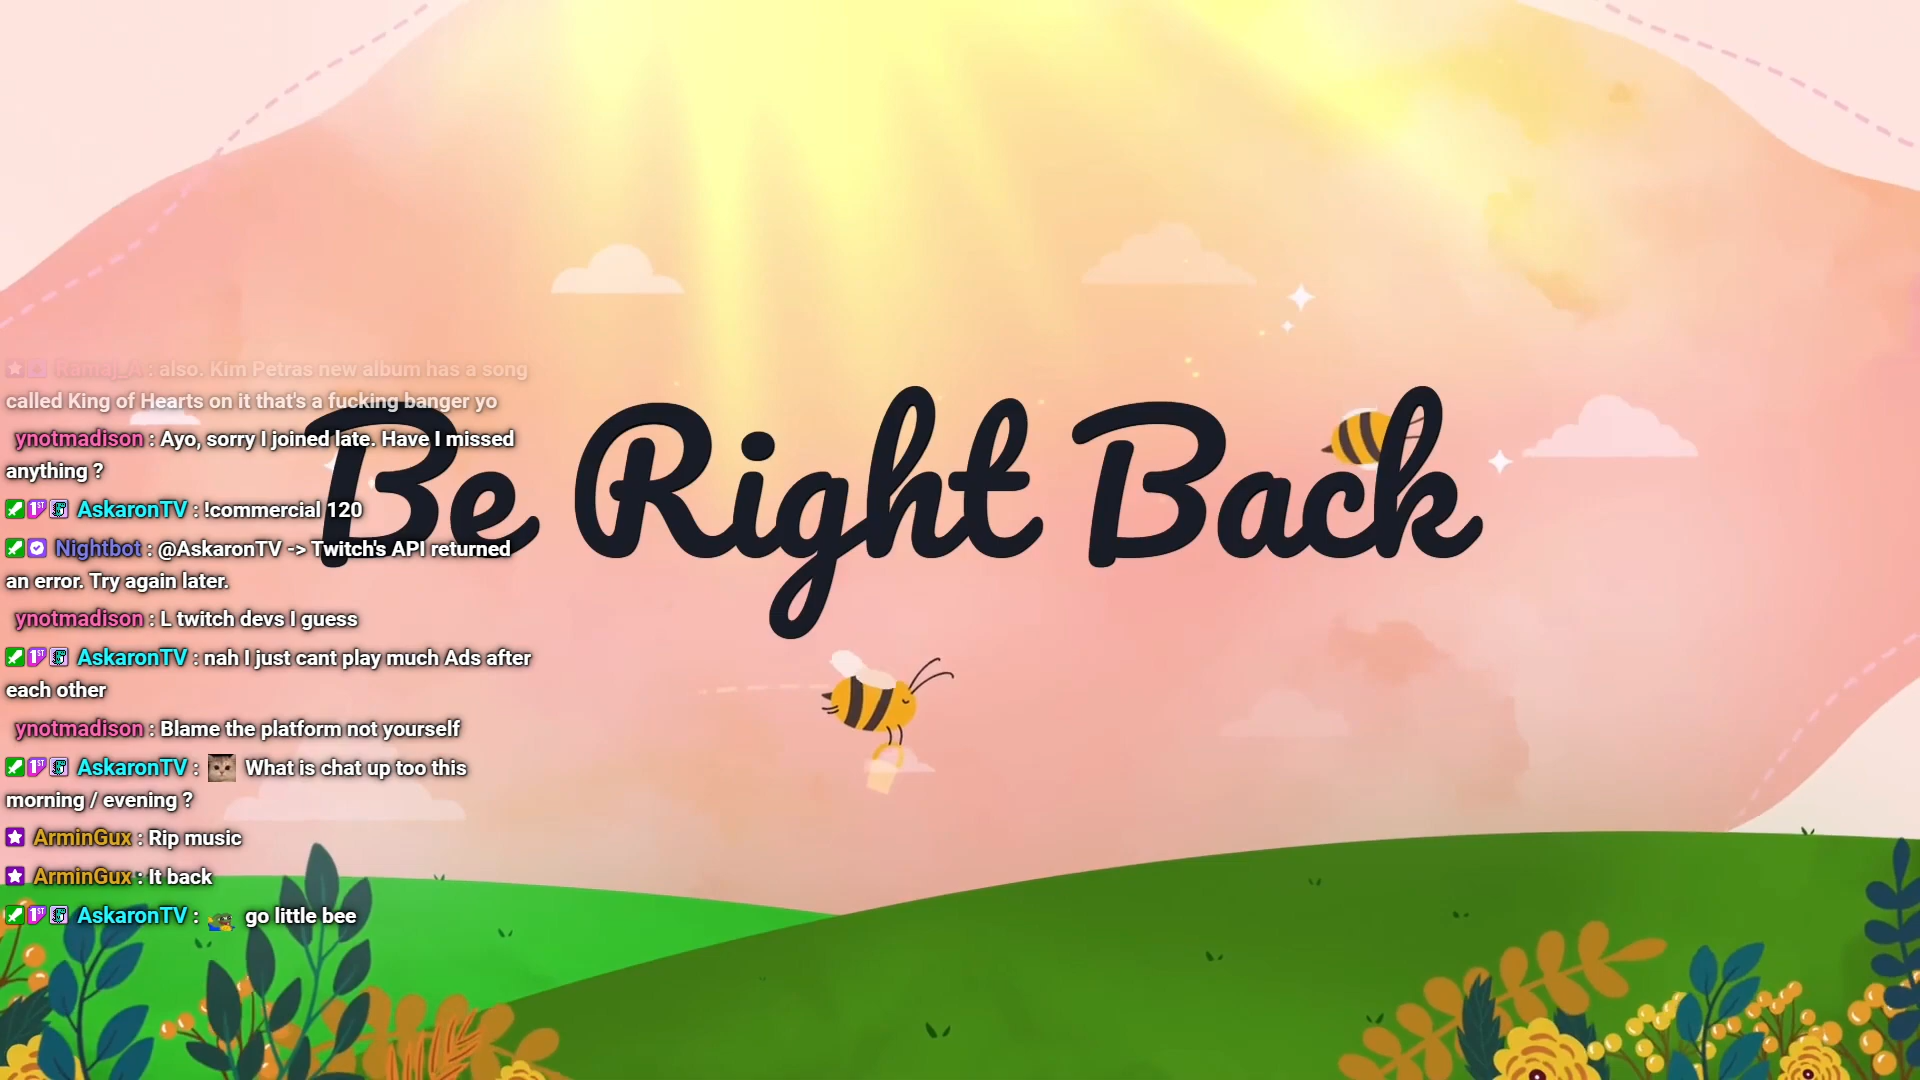 Ramaj_A : also. Kim Petras new album has a song
called King of Hearts on it that's a fucking banger yo
ynotmadison : Ayo, sorry I joined late. Have I missed
anything ?
AskaronTV : !commercial 120
Nightbot : @AskaronTV -> Twitch's API returned
an error. Try again later.
ynotmadison : L twitch devs I guess
AskaronTV : nah I just cant play much Ads after
each other
ynotmadison : Blame the platform not yourself
AskaronTV : What is chat up too this
morning / evening ?
ArminGux : Rip music
ArminGux : It back
AskaronTV : go little bee
Be Right Back